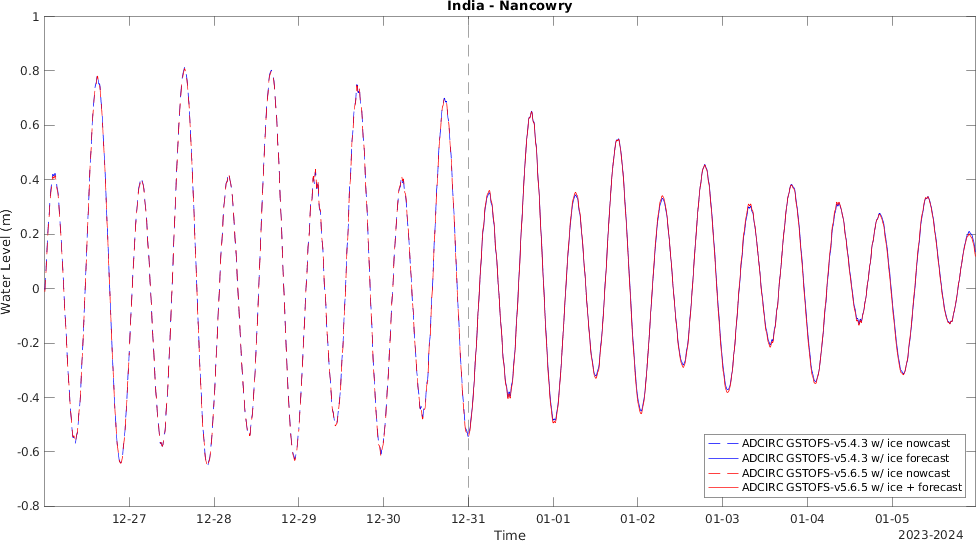 India - Nancowry
1
0.8
0.6
0.4
0.2
0
-0.2
-0.4
-0.6
-0.8
Water Level (m)
ADCIRC GSTOFS-v5.4.3 w/ ice nowcast
ADCIRC GSTOFS-v5.4.3 w/ ice forecast
ADCIRC GSTOFS-v5.6.5 w/ ice nowcast
ADCIRC GSTOFS-v5.6.5 w/ ice + forecast
12-27 12-28 12-29 12-30 12-31 01-01 01-02 01-03 01-04 01-05
Time
2023-2024